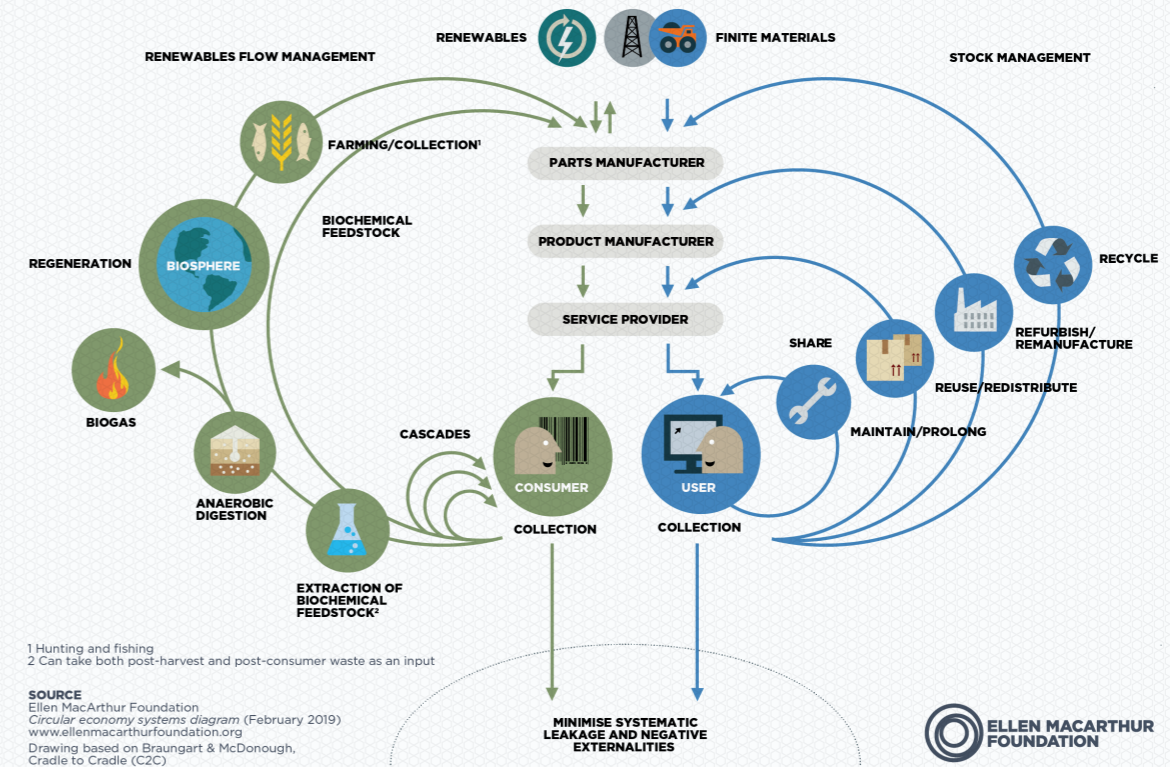 RENEWABLES
FINITE MATERIALS
RENEWABLES FLOW MANAGEMENT
STOCK MANAGEMENT
FARMING/COLLECTION¹
PARTS MANUFACTURER
BIOCHEMICAL
FEEDSTOCK
PRODUCT MANUFACTURER
REGENERATION
BIOSPHERE
RECYCLE
SERVICE PROVIDER
SHARE
REFURBISH/
REMANUFACTURE
REUSE/REDISTRIBUTE
BIOGAS
CASCADES
MAINTAIN/PROLONG
CONSUMER
USER
ANAEROBIC
DIGESTION
COLLECTION
COLLECTION
EXTRACTION OF
BIOCHEMICAL
FEEDSTOCK²
1 Hunting and fishing
2 Can take both post-harvest and post-consumer waste as an input
SOURCE
Ellen MacArthur Foundation
Circular economy systems diagram (February 2019)
www.ellenmacarthurfoundation.org
Drawing based on Braungart & McDonough,
Cradle to Cradle (C2C)
MINIMISE SYSTEMATIC
LEAKAGE AND NEGATIVE
EXTERNALITIES
ELLEN MACARTHUR
FOUNDATION